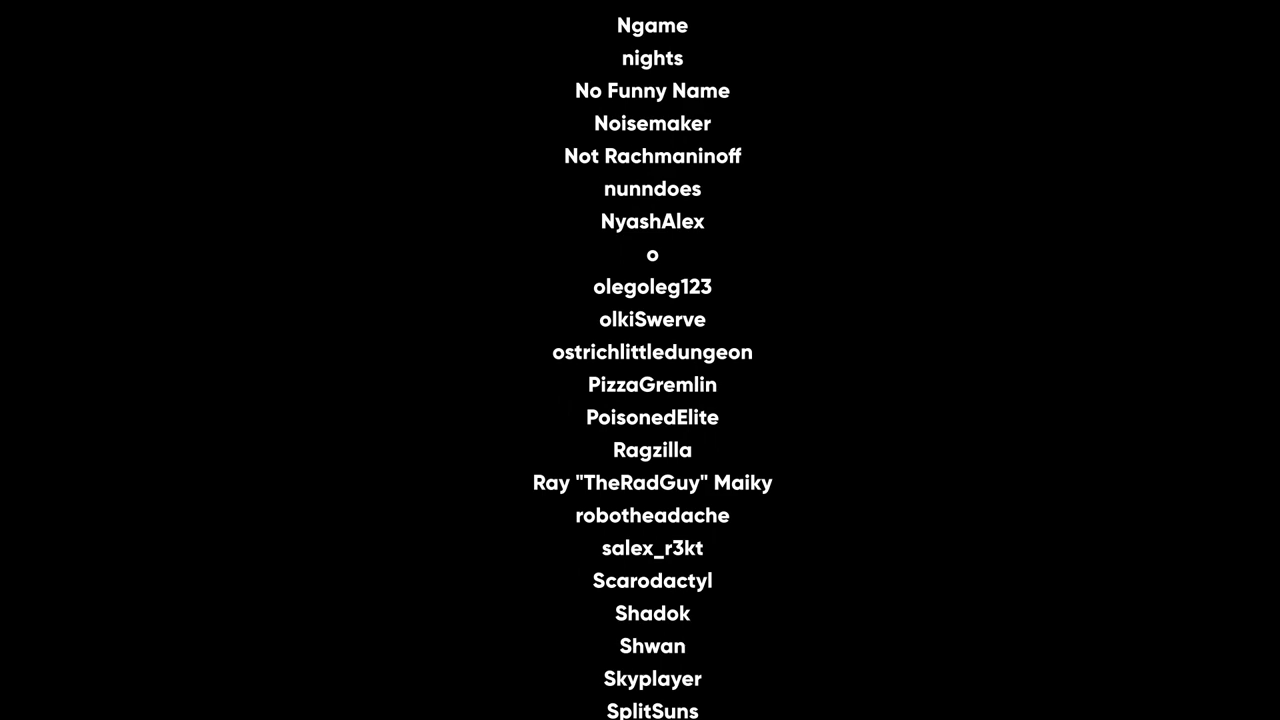 Ngame
nights
No Funny Name
Noisemaker
Not Rachmaninoff
nunndoes
NyashAlex
o
olegoleg123
olkiSwerve
ostrichlittledungeon
PizzaGremlin
PoisonedElite
Ragzilla
Ray "TheRadGuy" Maiky
robotheadache
salex_r3kt
Scarodactyl
Shadok
Shwan
Skyplayer
SplitSuns